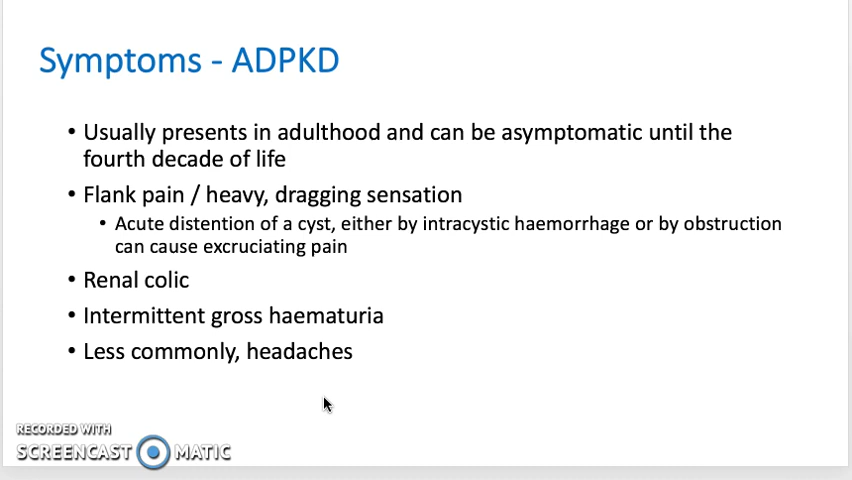 Symptoms - ADPKD
• Usually presents in adulthood and can be asymptomatic until the
fourth decade of life
• Flank pain / heavy, dragging sensation
• Acute distention of a cyst, either by intracystic haemorrhage or by obstruction
can cause excruciating pain
• Renal colic
• Intermittent gross haematuria
• Less commonly, headaches
RECORDED WITH
SCREENCAST MATIC